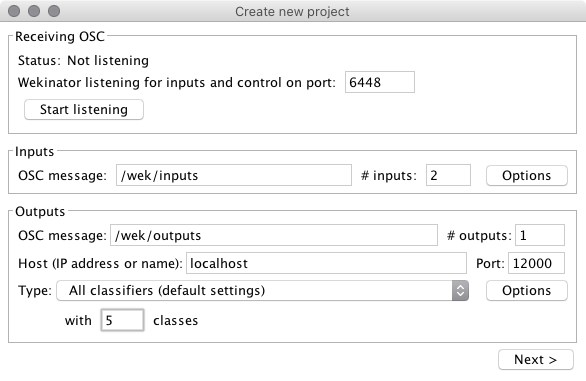 Create new project
Receiving OSC
Status: Not listening
Wekinator listening for inputs and control on port: 6448
Start listening
Inputs
OSC message: /wek/inputs # inputs: 2 Options
Outputs
OSC message: /wek/outputs # outputs: 1
Host (IP address or name): localhost Port: 12000
Type: All classifiers (default settings) Options
with 5 classes
Next >